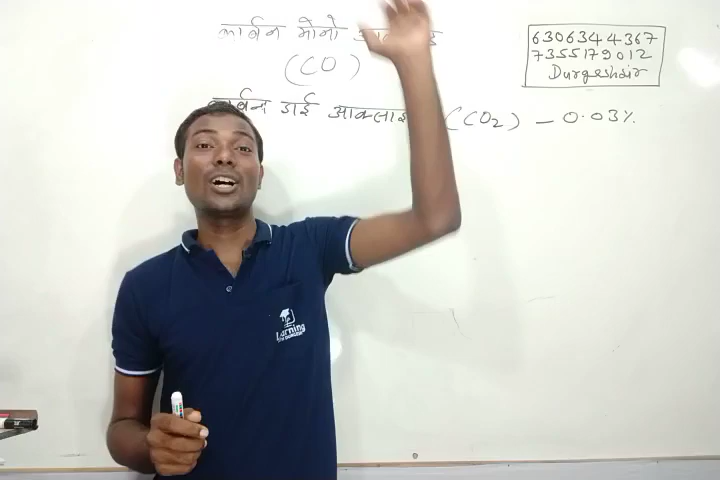 कार्बन मोनो
(CO)
कार्बन डाई आक्साइ (CO₂) – 0.03%
6306344367
7355179012
Durgeshsir
Learning